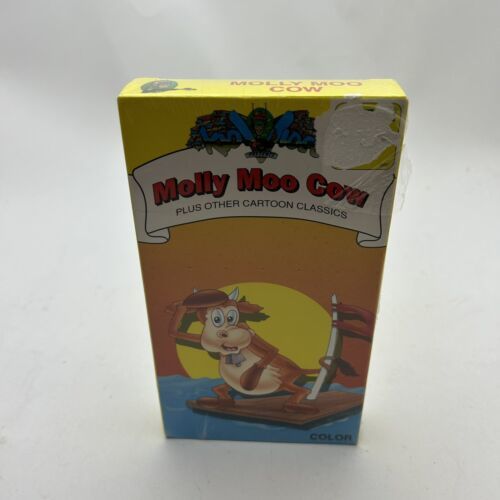 MOLLY MOO
COW
Molly Moo Cow
PLUS OTHER CARTOON CLASSICS
COLOR